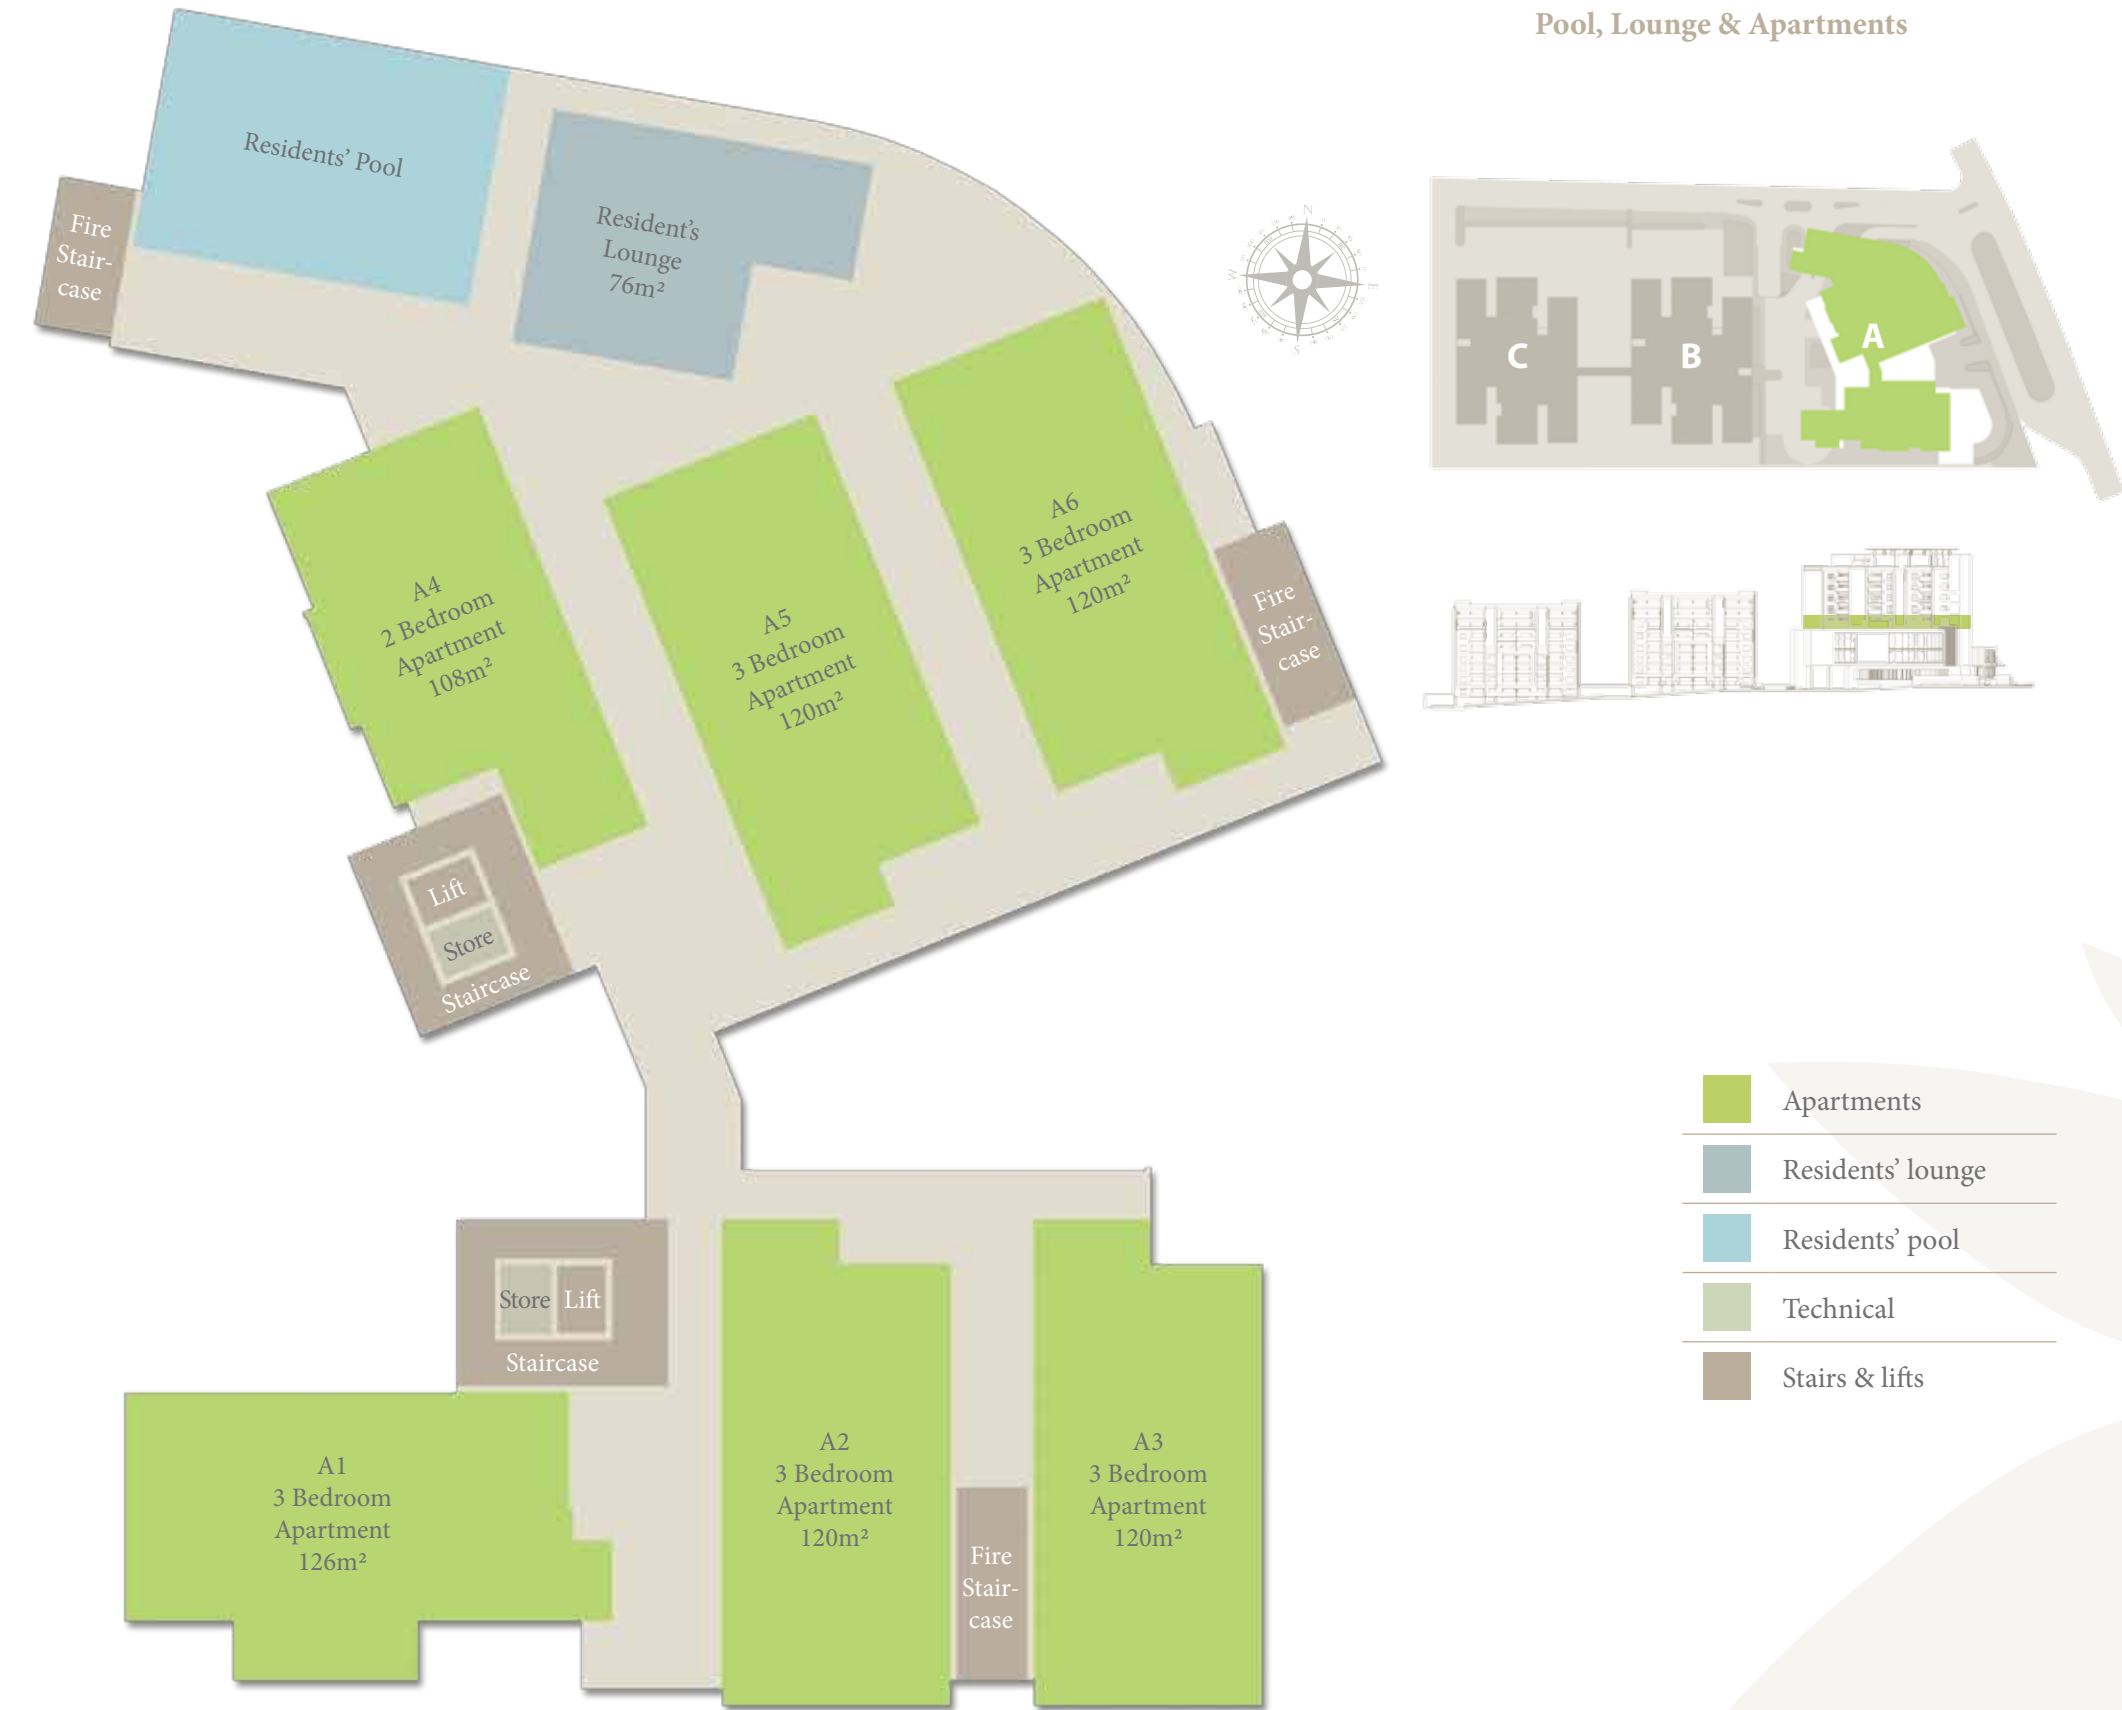 Pool, Lounge & Apartments
Residents’ Pool
Resident’s
Lounge
76m²
Fire
Stair-
case
N
E
S
W
C
B
A
A4
2 Bedroom
Apartment
108m²
A5
3 Bedroom
Apartment
120m²
A6
3 Bedroom
Apartment
120m²
Fire
Stair-
case
Lift
Store
Staircase
Store Lift
Staircase
A1
3 Bedroom
Apartment
126m²
A2
3 Bedroom
Apartment
120m²
Fire
Stair-
case
A3
3 Bedroom
Apartment
120m²
Apartments
Residents’ lounge
Residents’ pool
Technical
Stairs & lifts